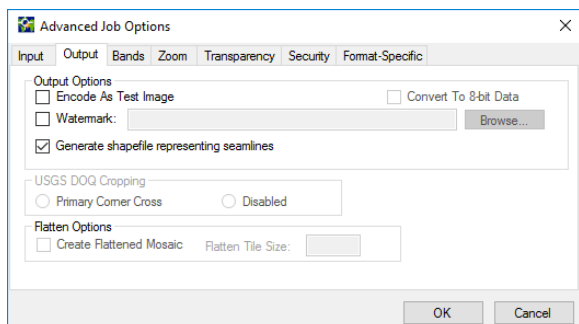 Advanced Job Options
Input Output Bands Zoom Transparency Security Format-Specific
Output Options
Encode As Test Image Convert To 8-bit Data
Watermark: Browse...
Generate shapefile representing seamlines
USGS DOQ Cropping
Primary Corner Cross Disabled
Flatten Options
Create Flattened Mosaic Flatten Tile Size:
OK Cancel